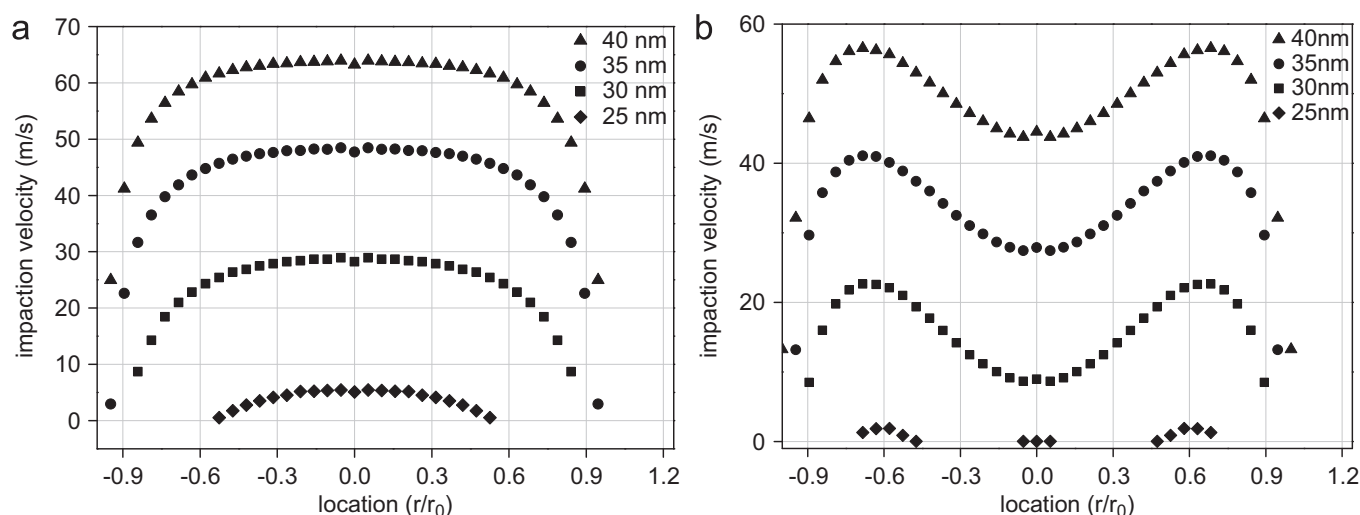 a
70
60
50
40
30
20
10
0
impaction velocity (m/s)
40 nm
35 nm
30 nm
25 nm
-0.9 -0.6 -0.3 0.0 0.3 0.6 0.9 1.2
location (r/r0)
b
60
40
20
0
impaction velocity (m/s)
40nm
35nm
30nm
25nm
-0.9 -0.6 -0.3 0.0 0.3 0.6 0.9 1.2
location (r/r0)